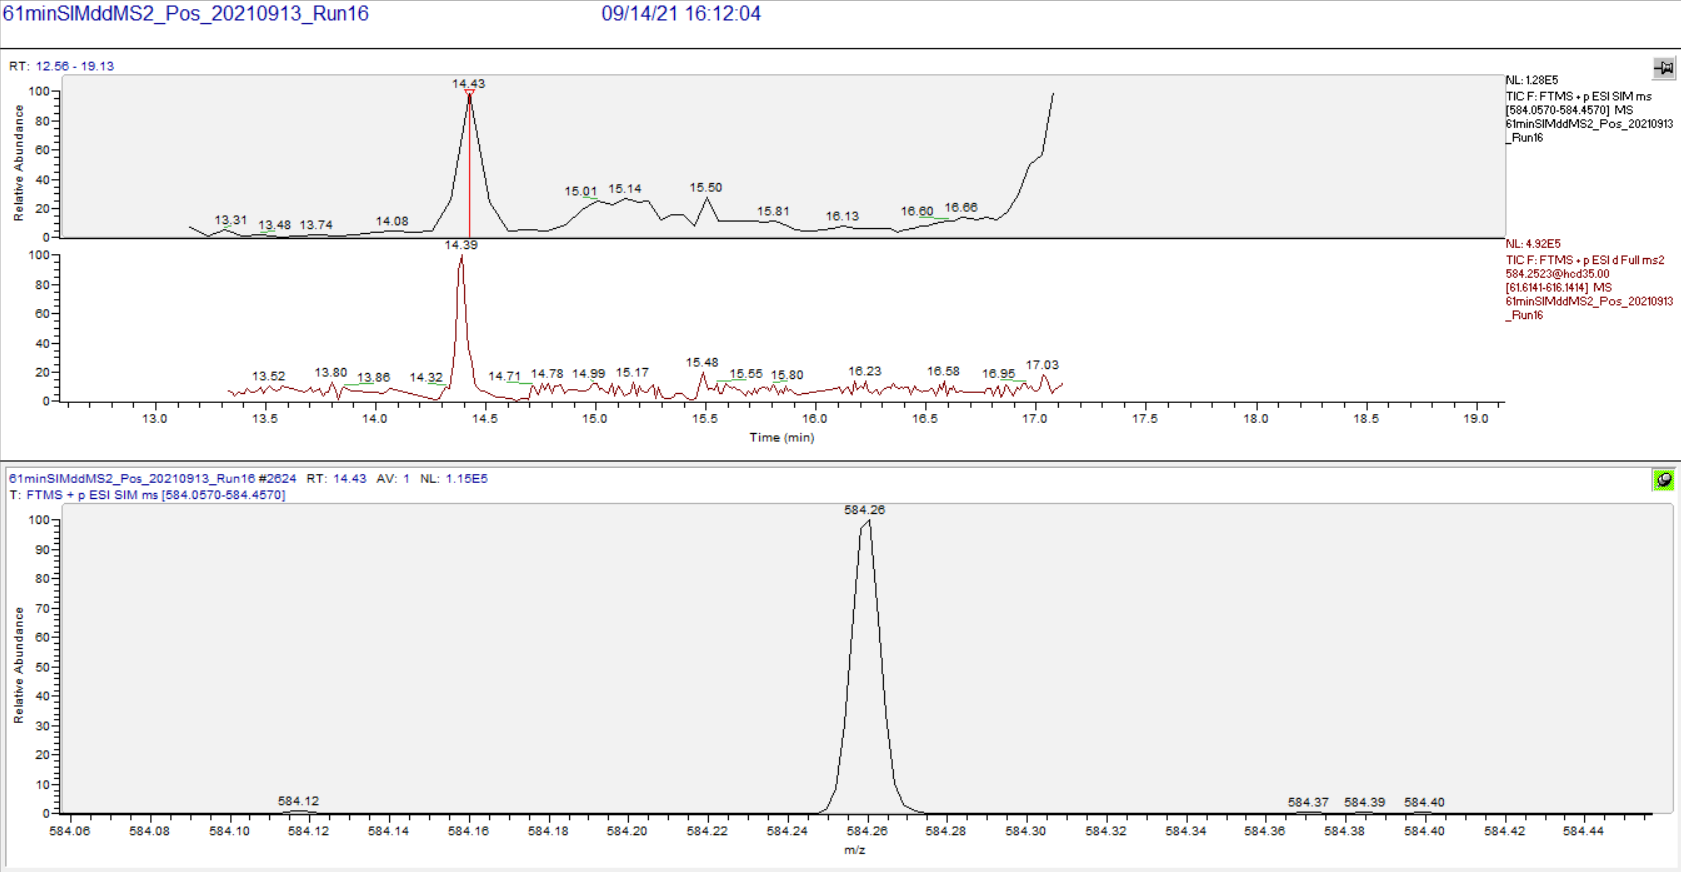 61minSIMddMS2_Pos_20210913_Run16 09/14/21 16:12:04
RT: 12.56 - 19.13
14.43
NL: 1.28E5
TIC F: FTMS + p ESI SIM ms
[584.0570-584.4570] MS
61minSIMddMS2_Pos_20210913
_Run16
Relative Abundance
100
80
60
40
20
0
13.31 13.48 13.74 14.08 15.01 15.14 15.50 15.81 16.13 16.60 16.66
14.39
NL: 4.92E5
TIC F: FTMS + p ESI d Full ms2
584.2523@hcd35.00
[61.6141-616.1414] MS
61minSIMddMS2_Pos_20210913
_Run16
100
80
60
40
20
0
13.52 13.80 13.86 14.32 14.71 14.78 14.99 15.17 15.48 15.55 15.80 16.23 16.58 16.95 17.03
13.0 13.5 14.0 14.5 15.0 15.5 16.0 16.5 17.0 17.5 18.0 18.5 19.0
Time (min)
61minSIMddMS2_Pos_20210913_Run16 #2624 RT: 14.43 AV: 1 NL: 1.15E5
T: FTMS + p ESI SIM ms [584.0570-584.4570]
584.26
Relative Abundance
100
90
80
70
60
50
40
30
20
10
0
584.12 584.37 584.39 584.40
584.06 584.08 584.10 584.12 584.14 584.16 584.18 584.20 584.22 584.24 584.26 584.28 584.30 584.32 584.34 584.36 584.38 584.40 584.42 584.44
m/z